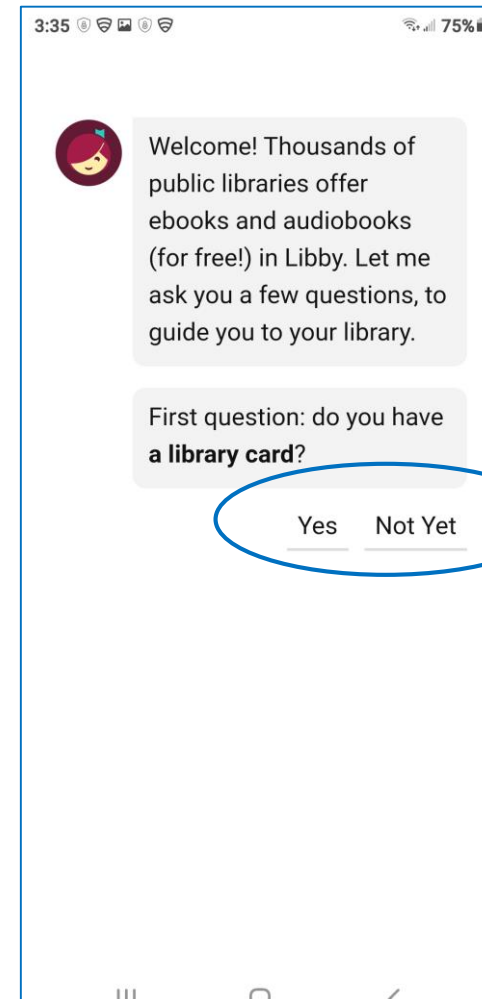 3:35 75%
Welcome! Thousands of
public libraries offer
ebooks and audiobooks
(for free!) in Libby. Let me
ask you a few questions, to
guide you to your library.
First question: do you have
a library card?
Yes Not Yet